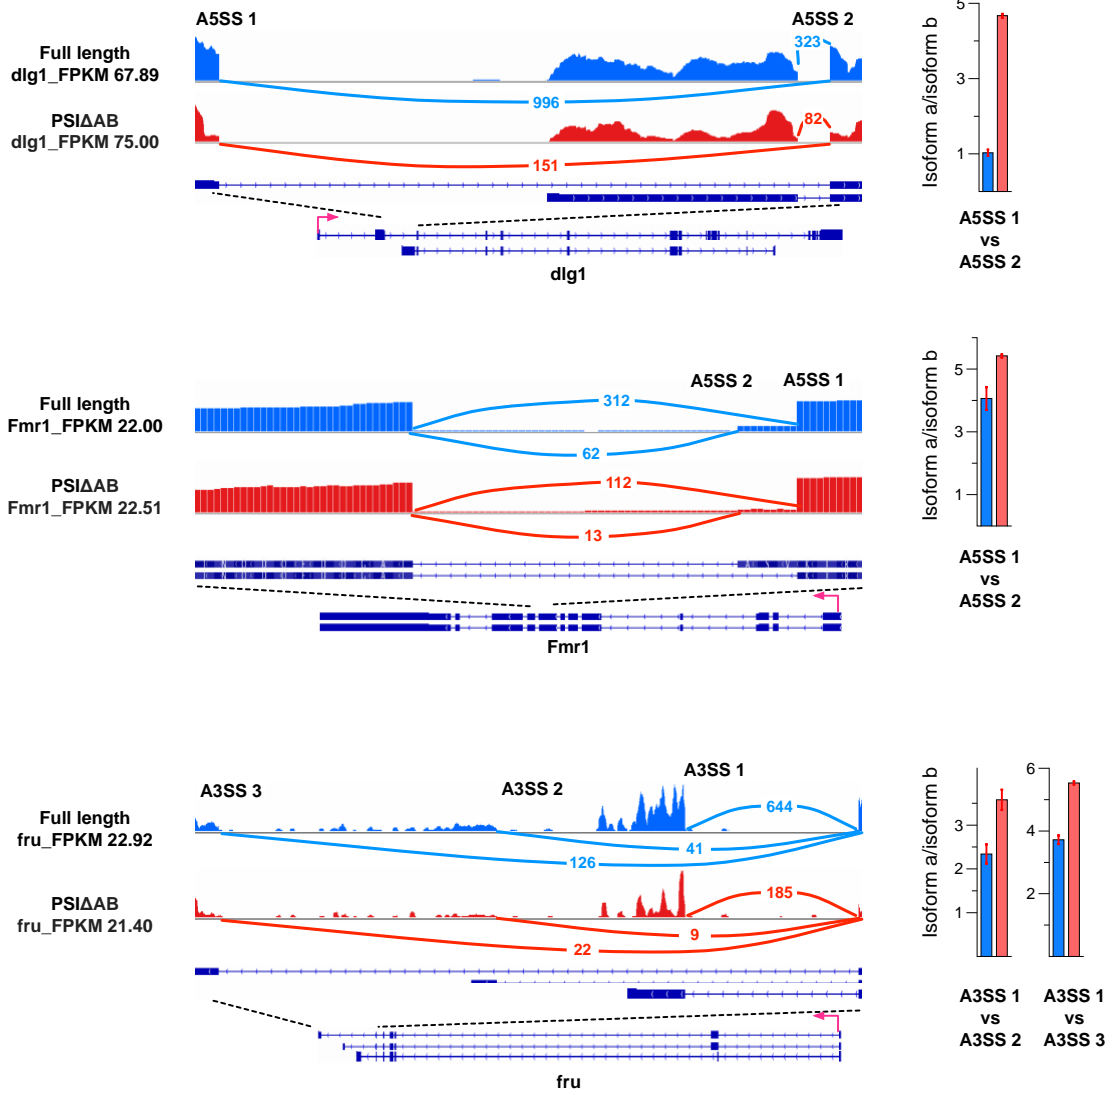 A5SS 1
A5SS 2
Full length
dlg1_FPKM 67.89
323
996
PSIΔAB
dlg1_FPKM 75.00
82
151
dlg1
Isoform a/isoform b
5
3
1
A5SS 1
vs
A5SS 2
A5SS 2
A5SS 1
Full length
Fmr1_FPKM 22.00
312
62
PSIΔAB
Fmr1_FPKM 22.51
112
13
Fmr1
Isoform a/isoform b
5
3
1
A5SS 1
vs
A5SS 2
A3SS 3
A3SS 2
A3SS 1
Full length
fru_FPKM 22.92
644
41
126
PSIΔAB
fru_FPKM 21.40
185
9
22
fru
Isoform a/isoform b
3
2
1
A3SS 1
vs
A3SS 2
6
4
2
A3SS 1
vs
A3SS 3